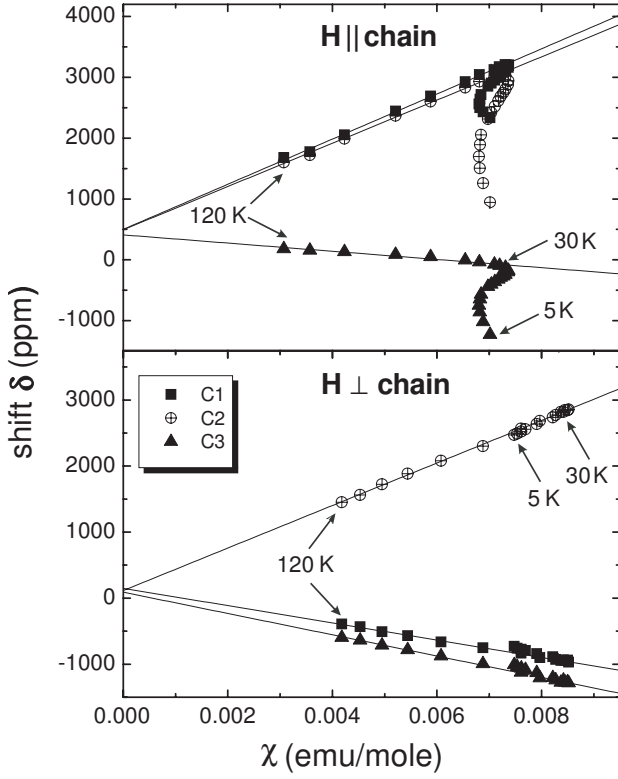 H || chain
4000
3000
2000
1000
0
-1000
120 K
30 K
5 K
shift δ (ppm)
H ⊥ chain
C1
C2
C3
3000
2000
1000
0
-1000
5 K
30 K
120 K
0.000
0.002
0.004
0.006
0.008
χ (emu/mole)